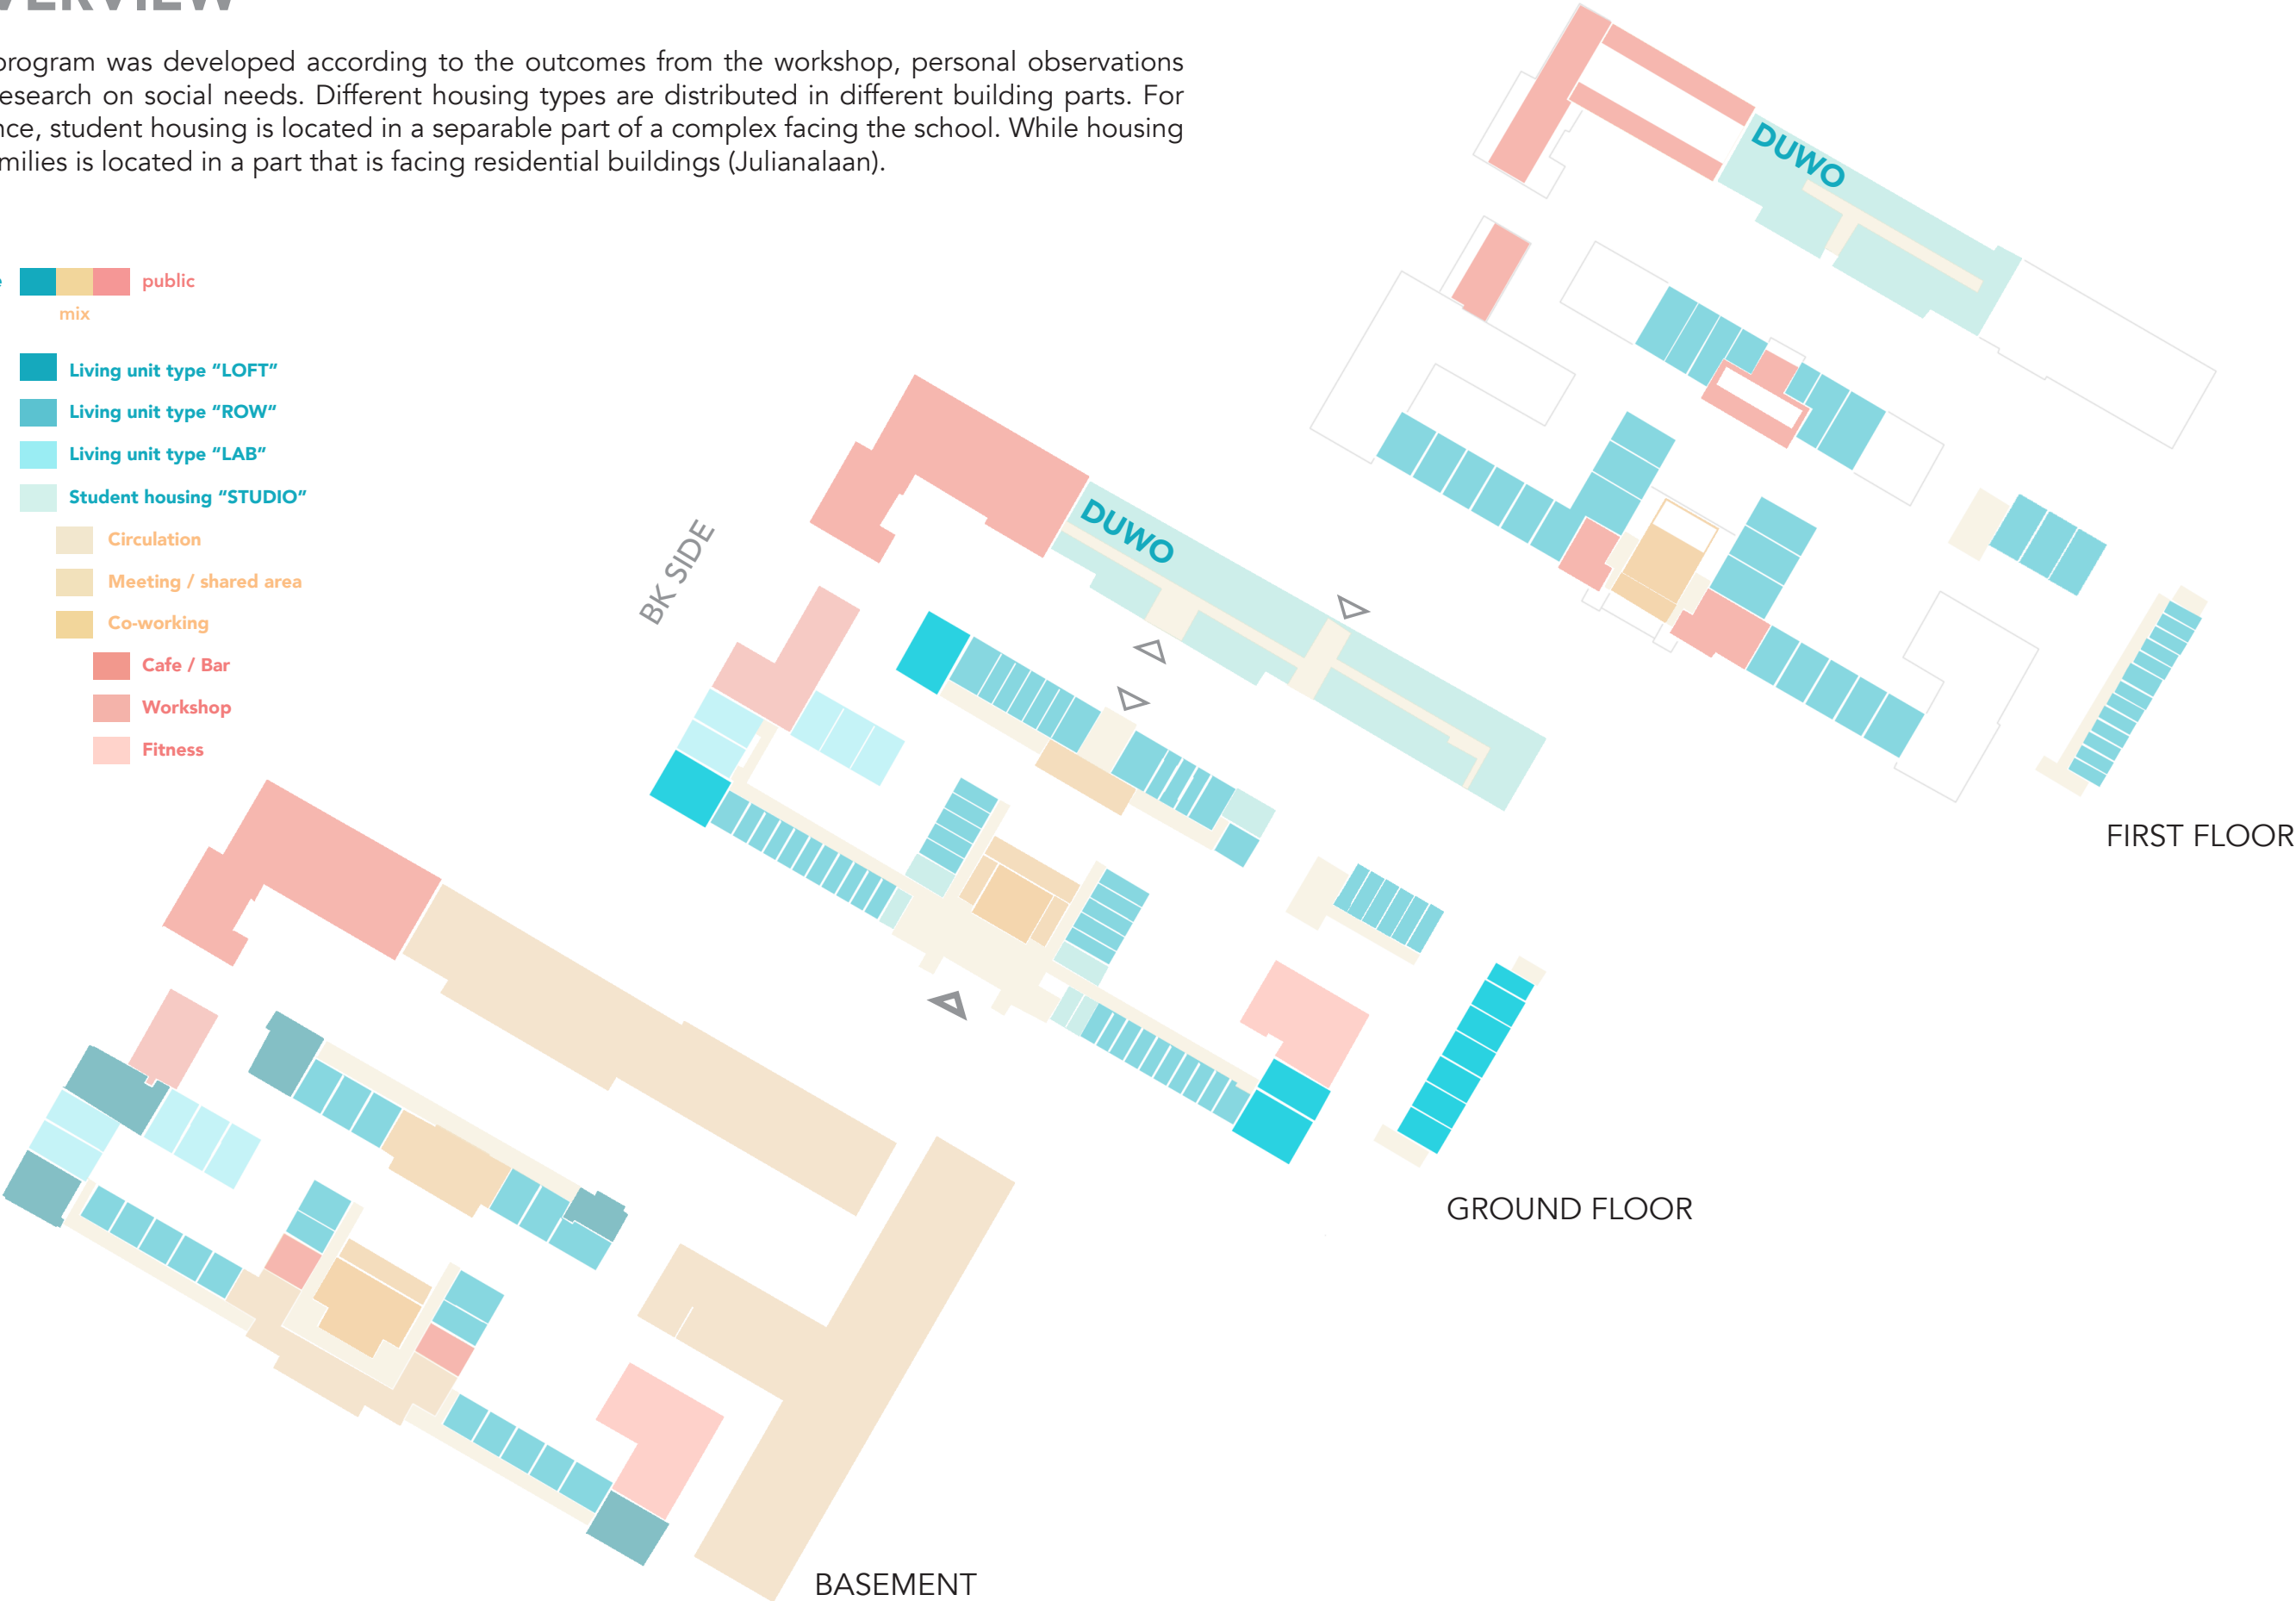 VERVIEW
program was developed according to the outcomes from the workshop, personal observations
esearch on social needs. Different housing types are distributed in different building parts. For
nce, student housing is located in a separable part of a complex facing the school. While housing
amilies is located in a part that is facing residential buildings (Julianalaan).
public
mix
Living unit type “LOFT”
Living unit type “ROW”
Living unit type “LAB”
Student housing “STUDIO”
Circulation
Meeting / shared area
Co-working
Cafe / Bar
Workshop
Fitness
DUWO
FIRST FLOOR
BK SIDE
DUWO
GROUND FLOOR
BASEMENT